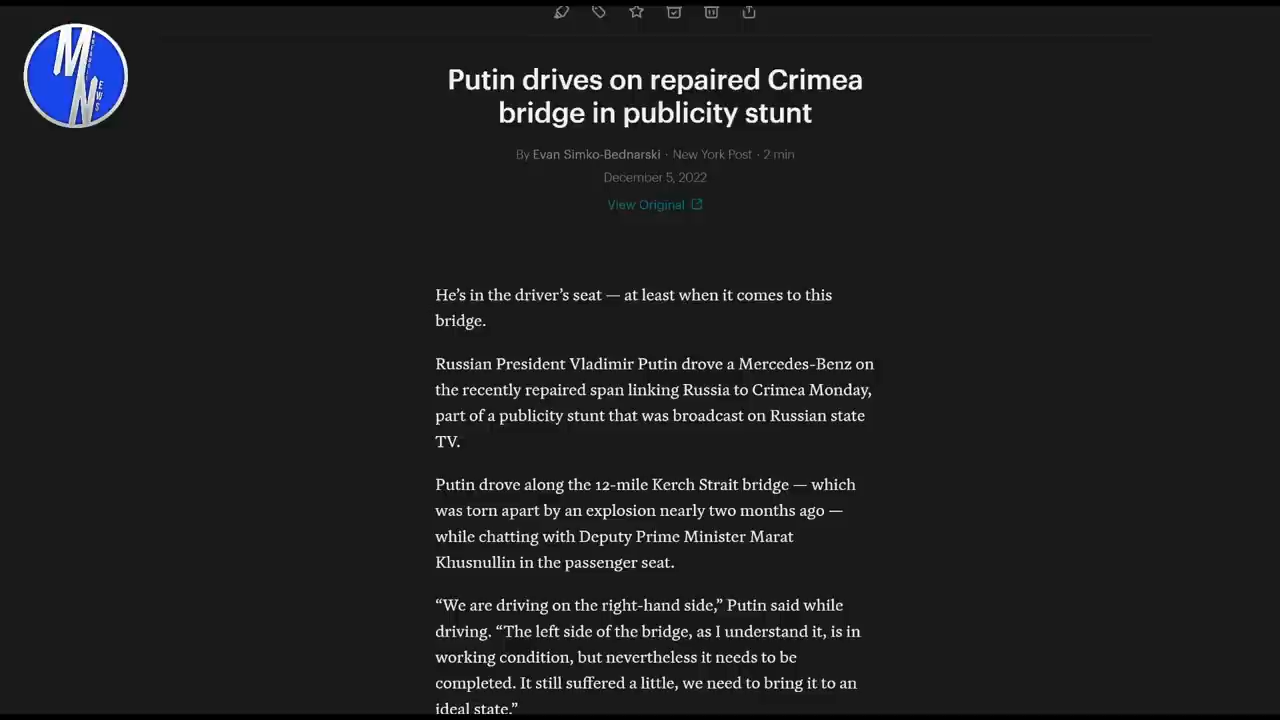 MN
EWS
Putin drives on repaired Crimea
bridge in publicity stunt
By Evan Simko-Bednarski · New York Post · 2 min
December 5, 2022
View Original
He’s in the driver’s seat — at least when it comes to this
bridge.
Russian President Vladimir Putin drove a Mercedes-Benz on
the recently repaired span linking Russia to Crimea Monday,
part of a publicity stunt that was broadcast on Russian state
TV.
Putin drove along the 12-mile Kerch Strait bridge — which
was torn apart by an explosion nearly two months ago —
while chatting with Deputy Prime Minister Marat
Khusnullin in the passenger seat.
“We are driving on the right-hand side,” Putin said while
driving. “The left side of the bridge, as I understand it, is in
working condition, but nevertheless it needs to be
completed. It still suffered a little, we need to bring it to an
ideal state.”